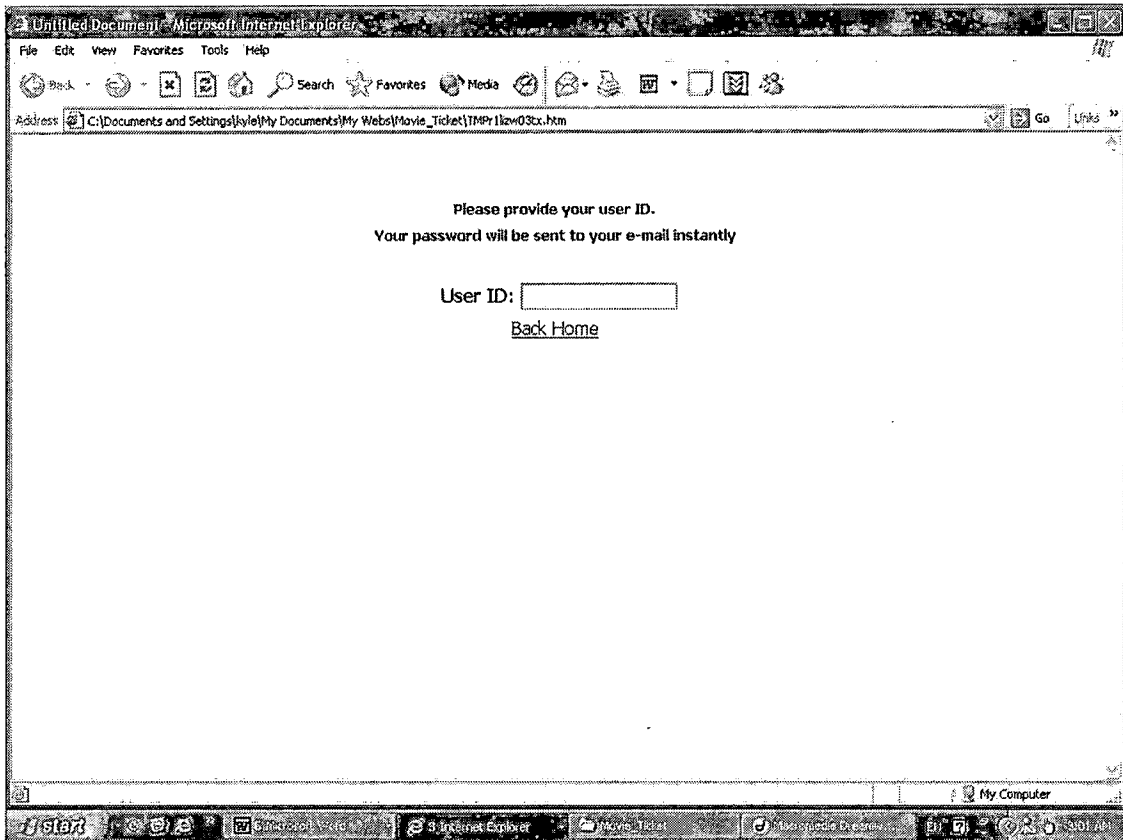 Untitled Document - Microsoft Internet Explorer
File Edit View Favorites Tools Help
Back Search Favorites Media
Address C:\Documents and Settings\kyle\My Documents\My Webs\Movie_Ticket\TMPr1lizw03tx.htm Go Links »
Please provide your user ID.
Your password will be sent to your e-mail instantly
User ID:
Back Home
My Computer
start 3 Internet Explorer Movie_Ticket